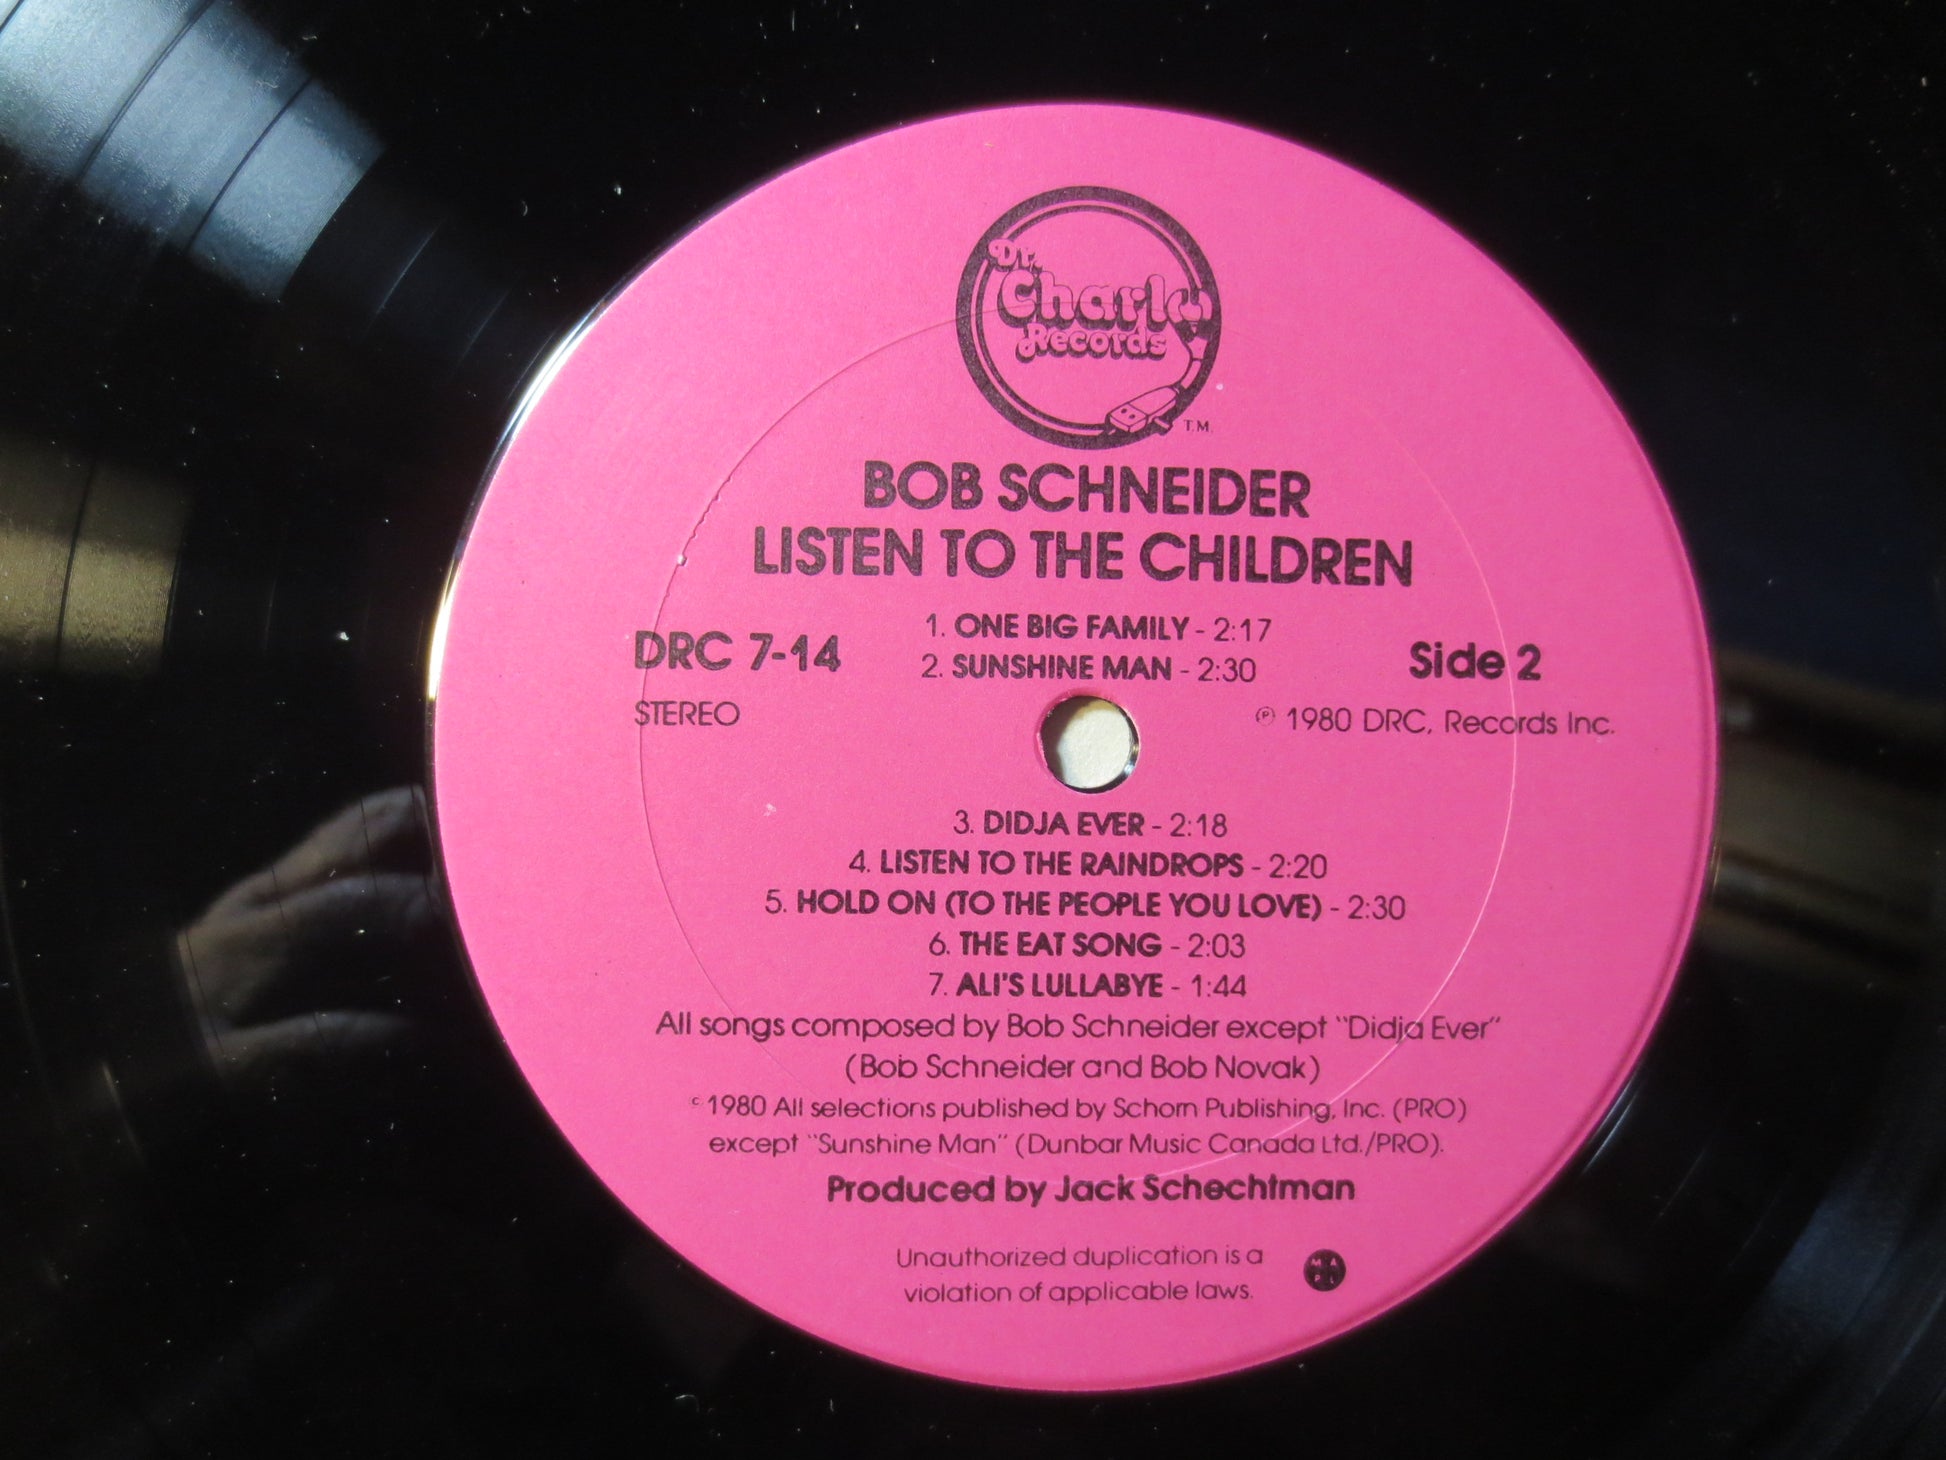 Dr.
Charley
Records
T.M.
BOB SCHNEIDER
LISTEN TO THE CHILDREN
DRC 7-14
STEREO
1. ONE BIG FAMILY - 2:17
2. SUNSHINE MAN - 2:30
Side 2
℗ 1980 DRC, Records Inc.
3. DIDJA EVER - 2:18
4. LISTEN TO THE RAINDROPS - 2:20
5. HOLD ON (TO THE PEOPLE YOU LOVE) - 2:30
6. THE EAT SONG - 2:03
7. ALI'S LULLABYE - 1:44
All songs composed by Bob Schneider except "Didja Ever"
(Bob Schneider and Bob Novak)
© 1980 All selections published by Schorn Publishing, Inc. (PRO)
except "Sunshine Man" (Dunbar Music Canada Ltd./PRO).
Produced by Jack Schechtman
Unauthorized duplication is a
violation of applicable laws.
M A
P L